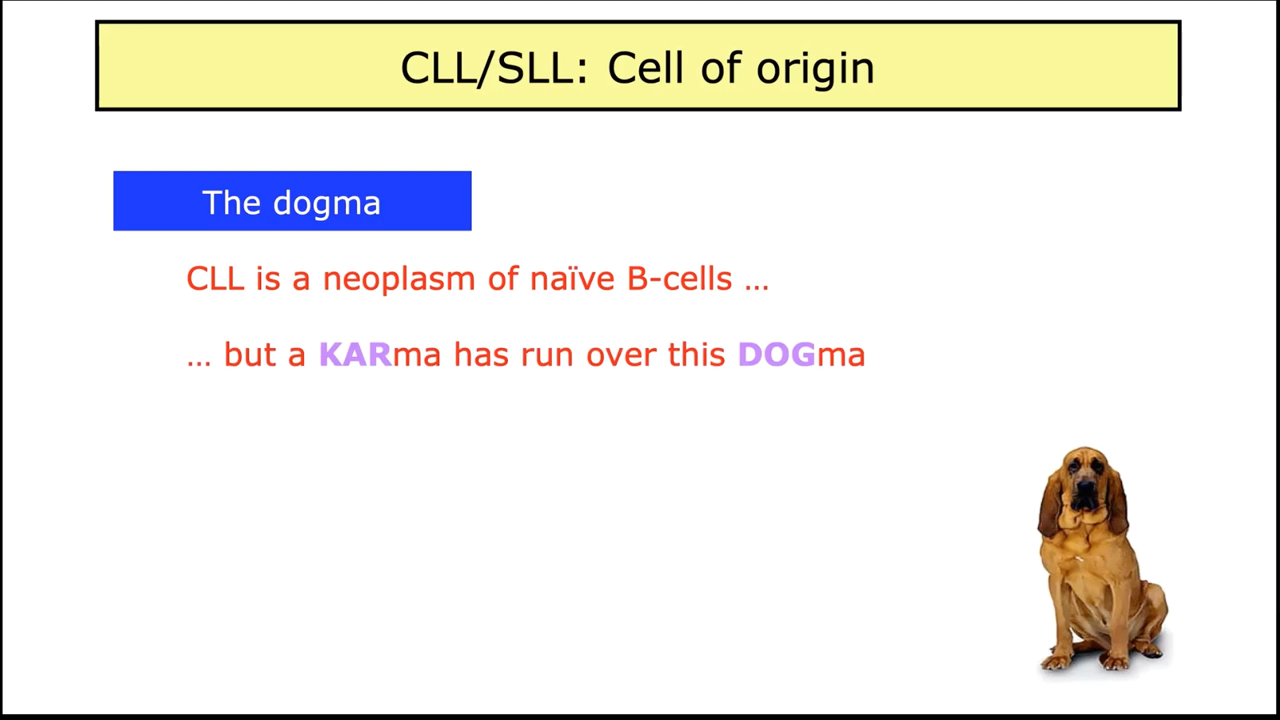 CLL/SLL: Cell of origin
The dogma
CLL is a neoplasm of naïve B-cells …
… but a KARma has run over this DOGma